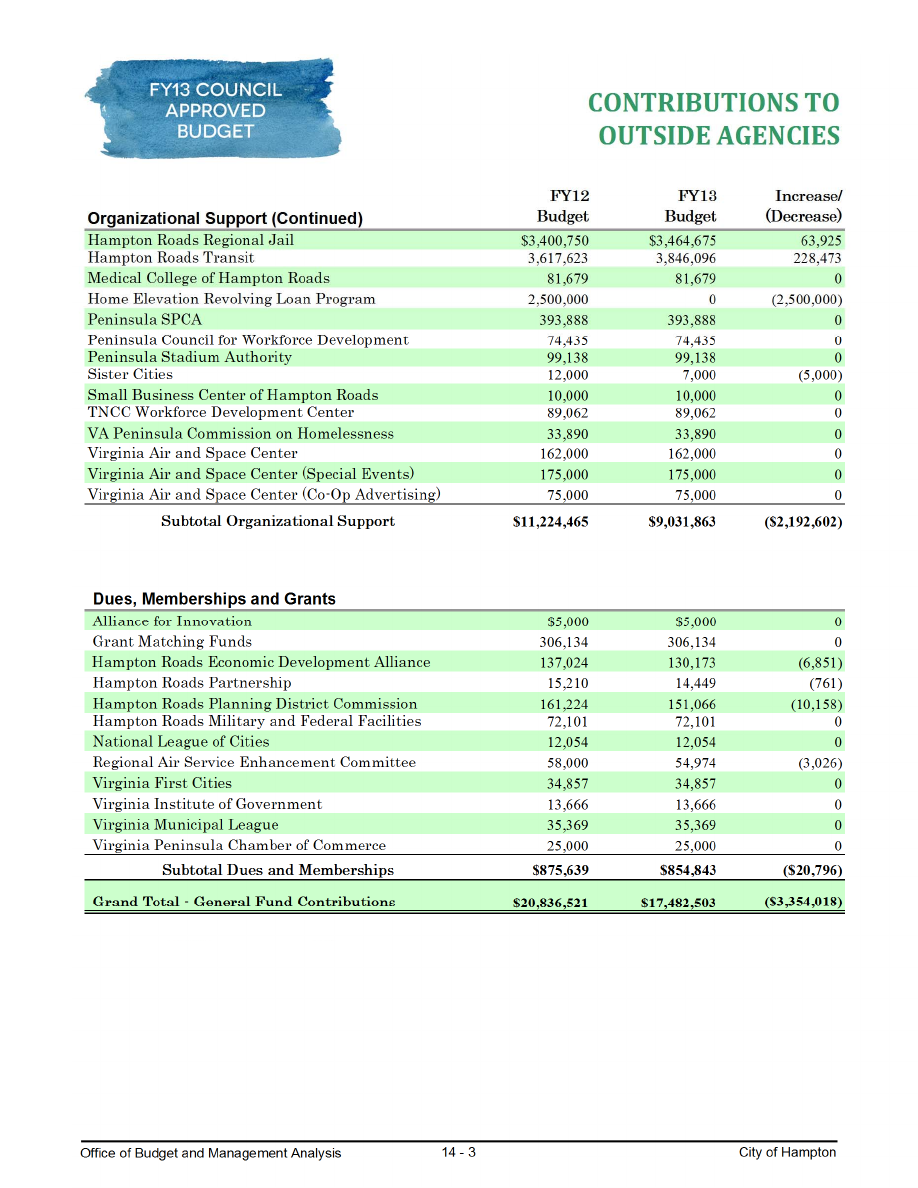 FY13 COUNCIL
APPROVED
BUDGET
CONTRIBUTIONS TO
OUTSIDE AGENCIES
FY12 FY13 Increase/
Organizational Support (Continued) Budget Budget (Decrease)
Hampton Roads Regional Jail $3,400,750 $3,464,675 63,925
Hampton Roads Transit 3,617,623 3,846,096 228,473
Medical College of Hampton Roads 81,679 81,679 0
Home Elevation Revolving Loan Program 2,500,000 0 (2,500,000)
Peninsula SPCA 393,888 393,888 0
Peninsula Council for Workforce Development 74,435 74,435 0
Peninsula Stadium Authority 99,138 99,138 0
Sister Cities 12,000 7,000 (5,000)
Small Business Center of Hampton Roads 10,000 10,000 0
TNCC Workforce Development Center 89,062 89,062 0
VA Peninsula Commission on Homelessness 33,890 33,890 0
Virginia Air and Space Center 162,000 162,000 0
Virginia Air and Space Center (Special Events) 175,000 175,000 0
Virginia Air and Space Center (Co-Op Advertising) 75,000 75,000 0
Subtotal Organizational Support $11,224,465 $9,031,863 ($2,192,602)
Dues, Memberships and Grants
Alliance for Innovation $5,000 $5,000 0
Grant Matching Funds 306,134 306,134 0
Hampton Roads Economic Development Alliance 137,024 130,173 (6,851)
Hampton Roads Partnership 15,210 14,449 (761)
Hampton Roads Planning District Commission 161,224 151,066 (10,158)
Hampton Roads Military and Federal Facilities 72,101 72,101 0
National League of Cities 12,054 12,054 0
Regional Air Service Enhancement Committee 58,000 54,974 (3,026)
Virginia First Cities 34,857 34,857 0
Virginia Institute of Government 13,666 13,666 0
Virginia Municipal League 35,369 35,369 0
Virginia Peninsula Chamber of Commerce 25,000 25,000 0
Subtotal Dues and Memberships $875,639 $854,843 ($20,796)
Grand Total - General Fund Contributions $20,836,521 $17,482,503 ($3,354,018)
Office of Budget and Management Analysis 14 - 3 City of Hampton